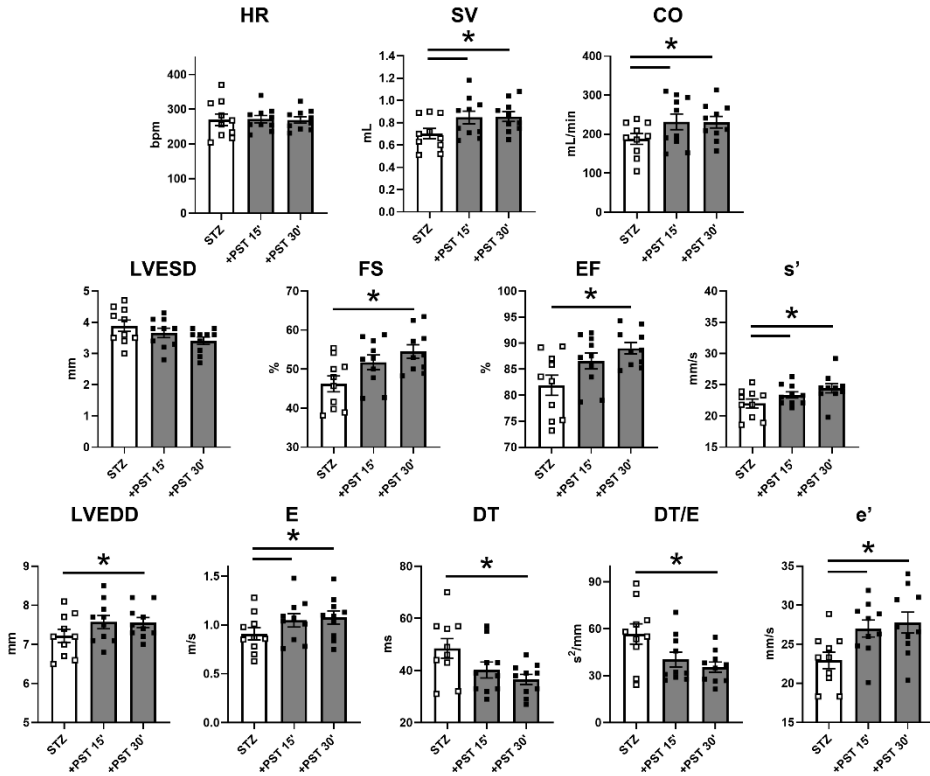 HR
SV
CO
*
*
bpm
400
300
200
100
0
STZ
+PST 15'
+PST 30'
mL
1.4
1.2
1.0
0.8
0.6
0.4
0.2
0.0
STZ
+PST 15'
+PST 30'
mL/min
400
300
200
100
0
STZ
+PST 15'
+PST 30'
LVESD
FS
EF
s’
*
*
*
mm
5
4
3
2
1
0
STZ
+PST 15'
+PST 30'
%
70
60
50
40
30
STZ
+PST 15'
+PST 30'
%
100
95
90
85
80
75
70
STZ
+PST 15'
+PST 30'
mm/s
40
35
30
25
20
15
STZ
+PST 15'
+PST 30'
LVEDD
E
DT
DT/E
e’
*
*
*
*
*
mm
9
8
7
6
5
STZ
+PST 15'
+PST 30'
m/s
1.5
1.0
0.5
0.0
STZ
+PST 15'
+PST 30'
ms
80
60
40
20
STZ
+PST 15'
+PST 30'
s²/mm
90
60
30
0
STZ
+PST 15'
+PST 30'
mm/s
35
30
25
20
15
STZ
+PST 15'
+PST 30'